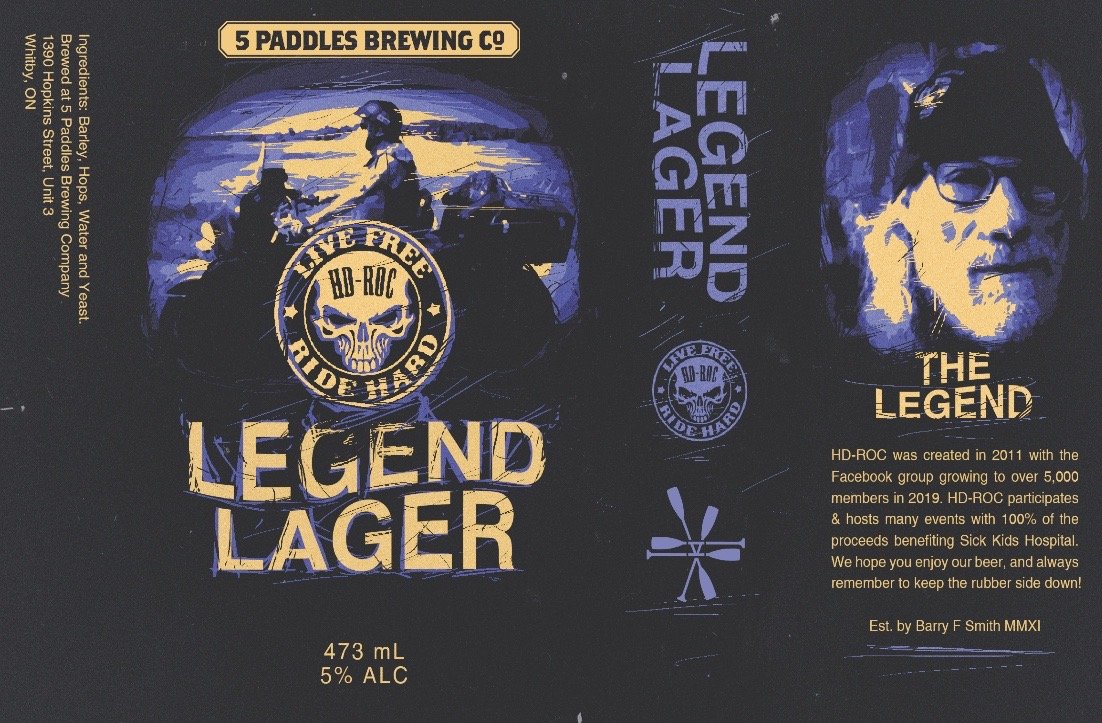 Ingredients: Barley, Hops, Water and Yeast.
Brewed at 5 Paddles Brewing Company
1390 Hopkins Street, Unit 3
Whitby, ON
5 PADDLES BREWING CO
LIVE FREE
HD-ROC
RIDE HARD
LEGEND
LAGER
473 mL
5% ALC
LEGEND
LAGER
LIVE FREE
HD-ROC
RIDE HARD
THE
LEGEND
HD-ROC was created in 2011 with the
Facebook group growing to over 5,000
members in 2019. HD-ROC participates
& hosts many events with 100% of the
proceeds benefiting Sick Kids Hospital.
We hope you enjoy our beer, and always
remember to keep the rubber side down!
Est. by Barry F Smith MMXI